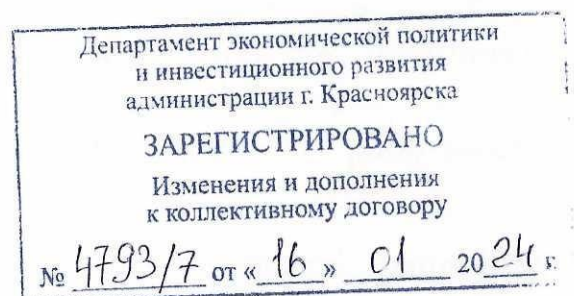 Департамент экономической политики
и инвестиционного развития
администрации г. Красноярска
ЗАРЕГИСТРИРОВАНО
Изменения и дополнения
к коллективному договору
№ 4793/7 от « 16 » 01 2024 г.